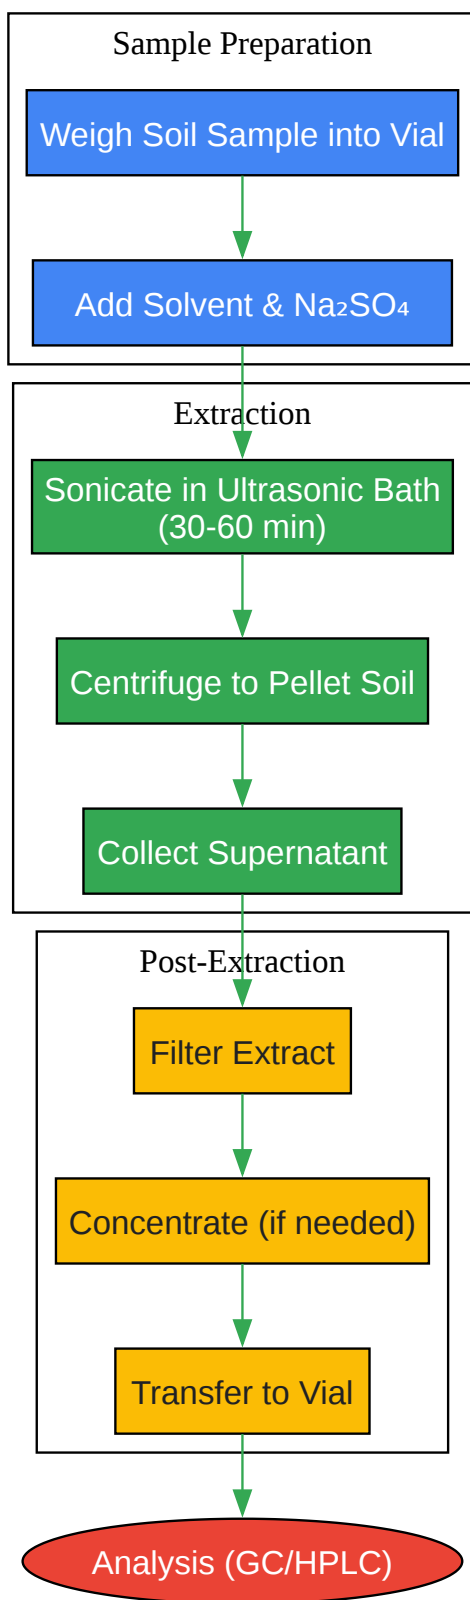 Sample Preparation
Weigh Soil Sample into Vial
Add Solvent & Na₂SO₄
Extraction
Sonicate in Ultrasonic Bath
(30-60 min)
Centrifuge to Pellet Soil
Collect Supernatant
Post-Extraction
Filter Extract
Concentrate (if needed)
Transfer to Vial
Analysis (GC/HPLC)